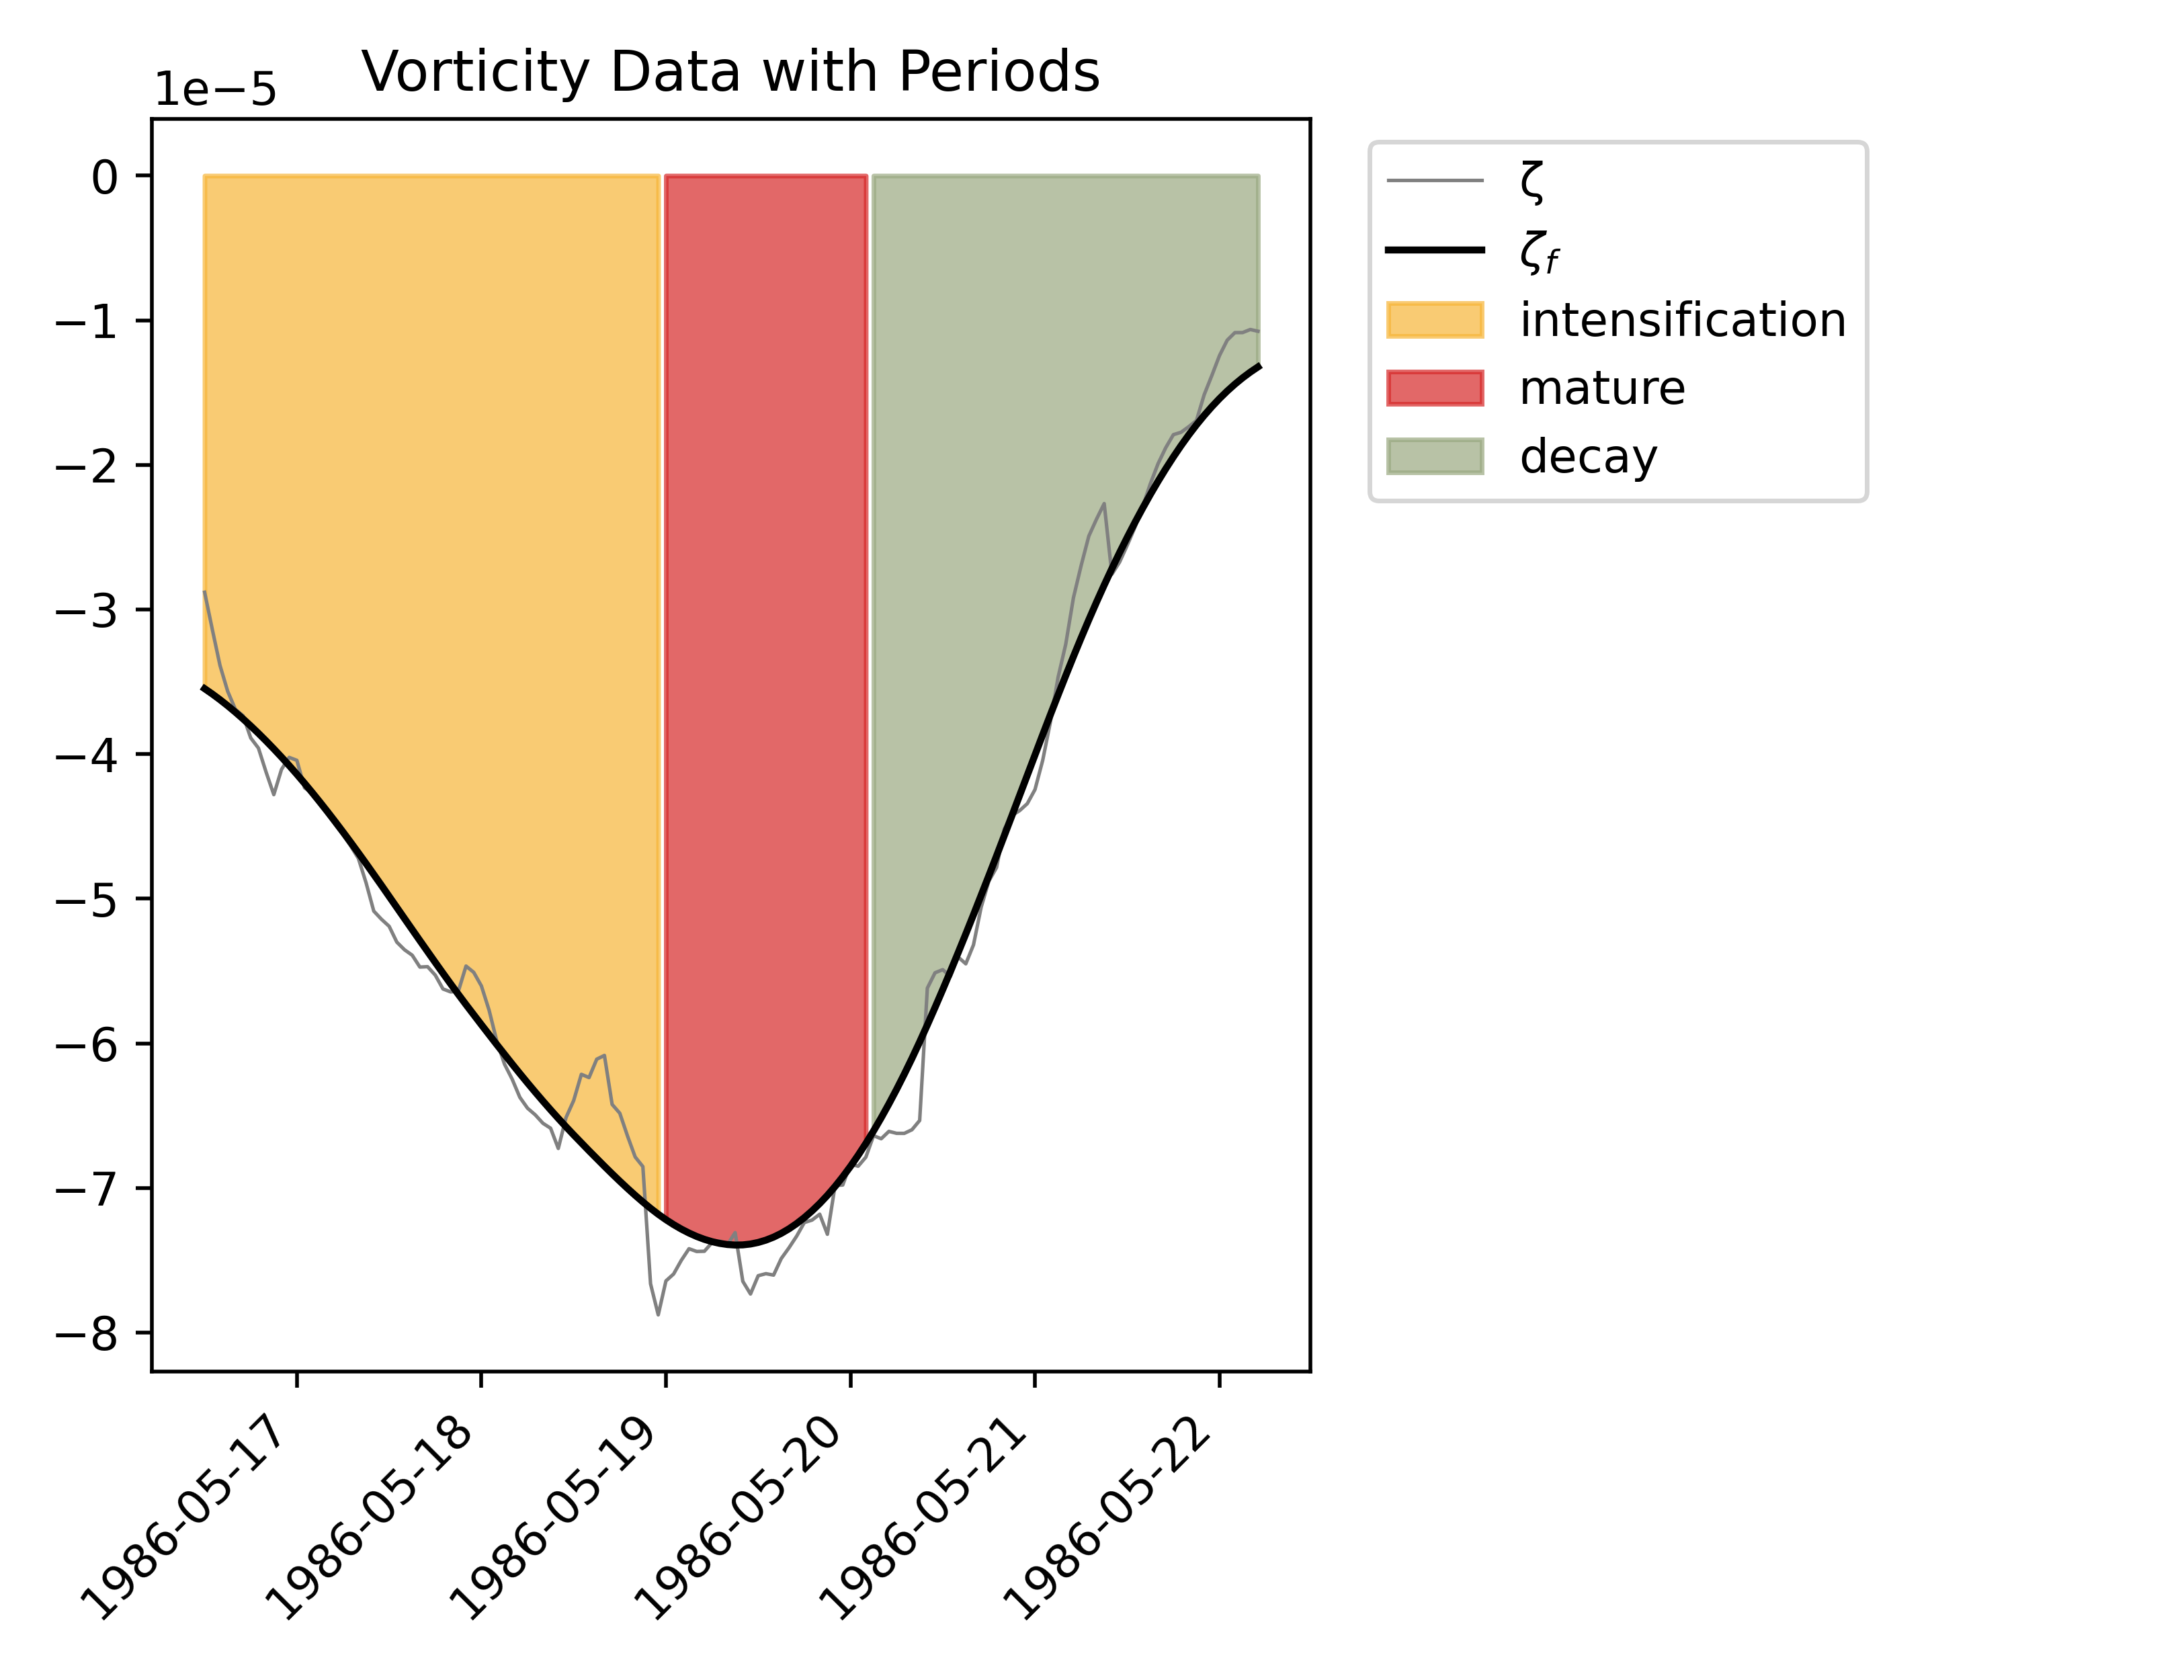 Vorticity Data with Periods
1e−5
0
−1
−2
−3
−4
−5
−6
−7
−8
1986-05-17
1986-05-18
1986-05-19
1986-05-20
1986-05-21
1986-05-22
ζ
ζf
intensification
mature
decay